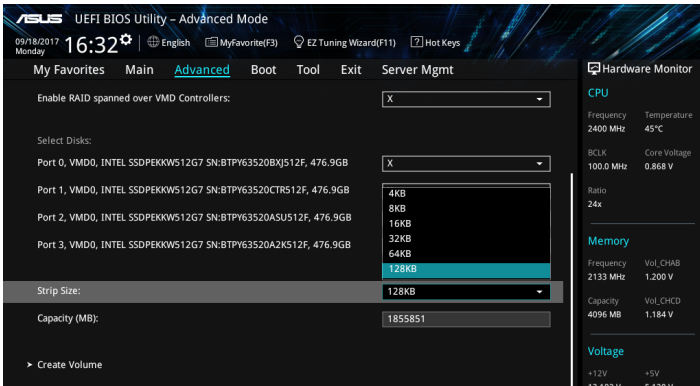 ASUS UEFI BIOS Utility – Advanced Mode
09/18/2017 Monday 16:32 English MyFavorite(F3) EZ Tuning Wizard(F11) ? Hot Keys
My Favorites Main Advanced Boot Tool Exit Server Mgmt
Enable RAID spanned over VMD Controllers: X
Select Disks:
Port 0, VMD0, INTEL SSDPEKKW512G7 SN:BTPY63520BXJ512F, 476.9GB X
Port 1, VMD0, INTEL SSDPEKKW512G7 SN:BTPY63520CTR512F, 476.9GB
Port 2, VMD0, INTEL SSDPEKKW512G7 SN:BTPY63520ASU512F, 476.9GB
Port 3, VMD0, INTEL SSDPEKKW512G7 SN:BTPY63520A2K512F, 476.9GB
4KB
8KB
16KB
32KB
64KB
128KB
Strip Size: 128KB
Capacity (MB): 1855851
> Create Volume
Hardware Monitor
CPU
Frequency Temperature
2400 MHz 45°C
BCLK Core Voltage
100.0 MHz 0.868 V
Ratio
24x
Memory
Frequency Vol_CHAB
2133 MHz 1.200 V
Capacity Vol_CHCD
4096 MB 1.184 V
Voltage
+12V +5V